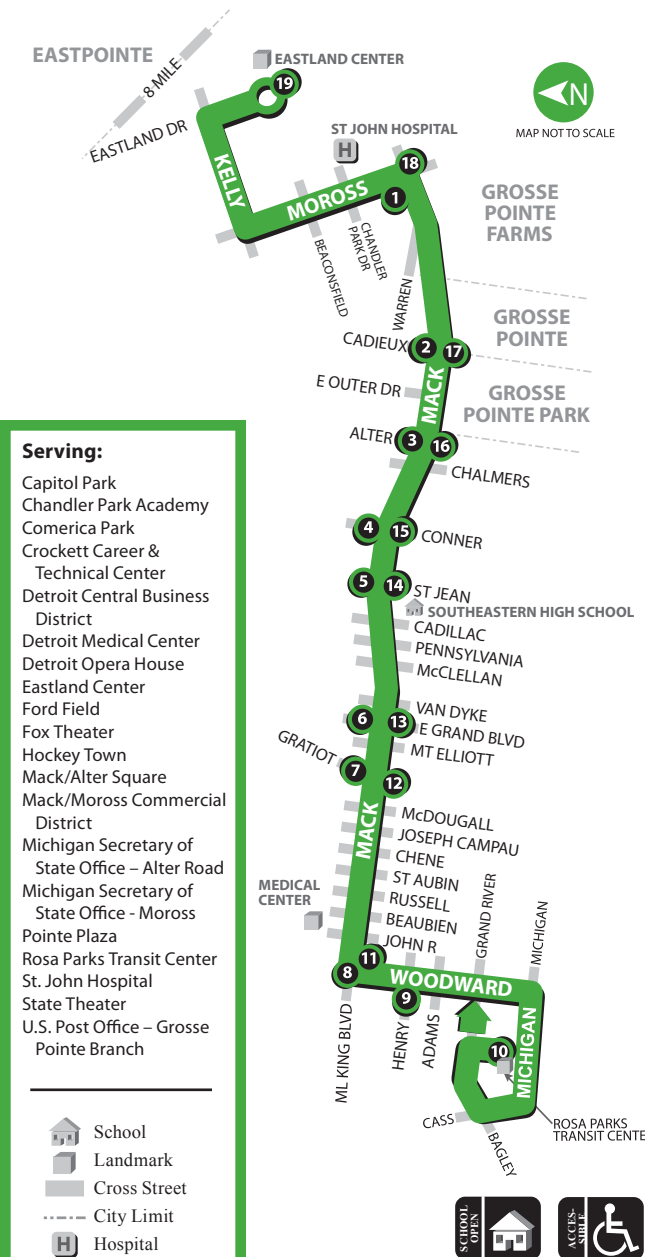 EASTPOINTE
8 MILE
EASTLAND CENTER
19
EASTLAND DR
N
MAP NOT TO SCALE
KELLY
ST JOHN HOSPITAL
H
18
MOROSS
1
GROSSE
POINTE
FARMS
BEACONSFIELD
CHANDLER
PARK DR
WARREN
GROSSE
POINTE
CADIEUX
2
17
MACK
E OUTER DR
GROSSE
POINTE PARK
ALTER
3
16
CHALMERS
4
15
CONNER
5
14
ST JEAN
SOUTHEASTERN HIGH SCHOOL
CADILLAC
PENNSYLVANIA
McCLELLAN
VAN DYKE
6
13
E GRAND BLVD
MT ELLIOTT
GRATIOT
7
12
MACK
McDOUGALL
JOSEPH CAMPAU
CHENE
ST AUBIN
RUSSELL
BEAUBIEN
JOHN R
MEDICAL
CENTER
GRAND RIVER
MICHIGAN
11
8
WOODWARD
9
ML KING BLVD
HENRY
ADAMS
10
MICHIGAN
CASS
BAGLEY
ROSA PARKS
TRANSIT CENTE
Serving:
Capitol Park
Chandler Park Academy
Comerica Park
Crockett Career &
Technical Center
Detroit Central Business
District
Detroit Medical Center
Detroit Opera House
Eastland Center
Ford Field
Fox Theater
Hockey Town
Mack/Alter Square
Mack/Moross Commercial
District
Michigan Secretary of
State Office – Alter Road
Michigan Secretary of
State Office - Moross
Pointe Plaza
Rosa Parks Transit Center
St. John Hospital
State Theater
U.S. Post Office – Grosse
Pointe Branch
School
Landmark
Cross Street
City Limit
H Hospital
SCHOOL
OPEN
ACCES-
SIBLE